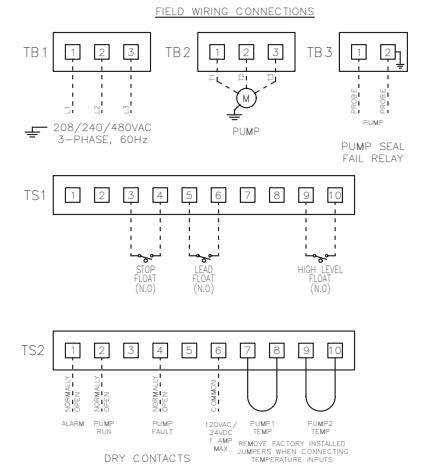 FIELD WIRING CONNECTIONS
TB1
1 2 3
L1 L2 L3
208/240/480VAC
3-PHASE, 60Hz
TB2
1 2 3
T1 T2 T3
M
PUMP
TB3
1 2
PROBE PROBE
PUMP
PUMP SEAL
FAIL RELAY
TS1
1 2 3 4 5 6 7 8 9 10
STOP
FLOAT
(N.O)
LEAD
FLOAT
(N.O)
HIGH LEVEL
FLOAT
(N.O)
TS2
1 2 3 4 5 6 7 8 9 10
NORMALLY
OPEN
NORMALLY
OPEN
NORMALLY
OPEN
COMMON
ALARM
PUMP
RUN
PUMP
FAULT
120VAC/
24VDC
1 AMP
MAX
PUMP1
TEMP
PUMP2
TEMP
REMOVE FACTORY INSTALLED
JUMPERS WHEN CONNECTING
TEMPERATURE INPUTS
DRY CONTACTS